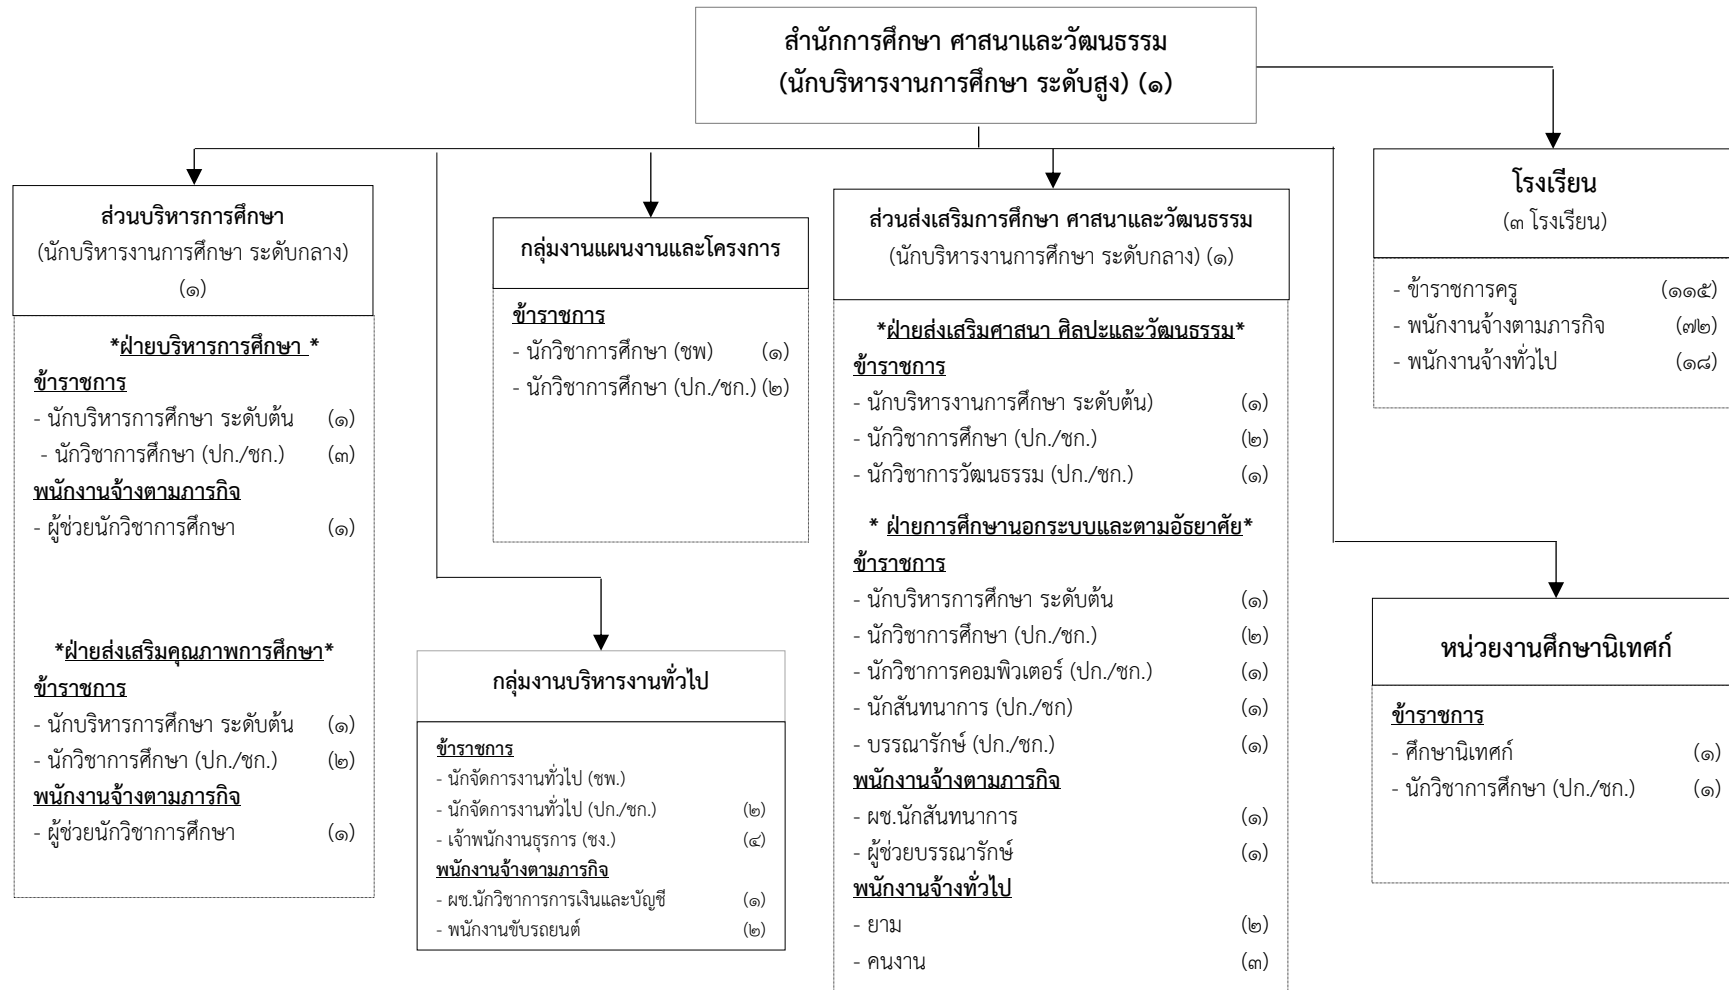 สำนักการศึกษา ศาสนาและวัฒนธรรม
(นักบริหารงานการศึกษา ระดับสูง) (๑)
ส่วนบริหารการศึกษา
(นักบริหารงานการศึกษา ระดับกลาง)
(๑)
*ฝ่ายบริหารการศึกษา *
ข้าราชการ
- นักบริหารการศึกษา ระดับต้น (๑)
- นักวิชาการศึกษา (ปก./ชก.) (๓)
พนักงานจ้างตามภารกิจ
- ผู้ช่วยนักวิชาการศึกษา (๑)
*ฝ่ายส่งเสริมคุณภาพการศึกษา*
ข้าราชการ
- นักบริหารการศึกษา ระดับต้น (๑)
- นักวิชาการศึกษา (ปก./ชก.) (๒)
พนักงานจ้างตามภารกิจ
- ผู้ช่วยนักวิชาการศึกษา (๑)
กลุ่มงานแผนงานและโครงการ
ข้าราชการ
- นักวิชาการศึกษา (ชพ) (๑)
- นักวิชาการศึกษา (ปก./ชก.) (๒)
กลุ่มงานบริหารงานทั่วไป
ข้าราชการ
- นักจัดการงานทั่วไป (ชพ.)
- นักจัดการงานทั่วไป (ปก./ชก.) (๒)
- เจ้าพนักงานธุรการ (ชง.) (๔)
พนักงานจ้างตามภารกิจ
- ผช.นักวิชาการการเงินและบัญชี (๑)
- พนักงานขับรถยนต์ (๒)
ส่วนส่งเสริมการศึกษา ศาสนาและวัฒนธรรม
(นักบริหารงานการศึกษา ระดับกลาง) (๑)
*ฝ่ายส่งเสริมศาสนา ศิลปะและวัฒนธรรม*
ข้าราชการ
- นักบริหารงานการศึกษา ระดับต้น) (๑)
- นักวิชาการศึกษา (ปก./ชก.) (๒)
- นักวิชาการวัฒนธรรม (ปก./ชก.) (๑)
* ฝ่ายการศึกษานอกระบบและตามอัธยาศัย*
ข้าราชการ
- นักบริหารการศึกษา ระดับต้น (๑)
- นักวิชาการศึกษา (ปก./ชก.) (๒)
- นักวิชาการคอมพิวเตอร์ (ปก./ชก.) (๑)
- นักสันทนาการ (ปก./ชก) (๑)
- บรรณารักษ์ (ปก./ชก.) (๑)
พนักงานจ้างตามภารกิจ
- ผช.นักสันทนาการ (๑)
- ผู้ช่วยบรรณารักษ์ (๑)
พนักงานจ้างทั่วไป
- ยาม (๒)
- คนงาน (๓)
โรงเรียน
(๓ โรงเรียน)
- ข้าราชการครู (๑๑๕)
- พนักงานจ้างตามภารกิจ (๗๒)
- พนักงานจ้างทั่วไป (๑๘)
หน่วยงานศึกษานิเทศก์
ข้าราชการ
- ศึกษานิเทศก์ (๑)
- นักวิชาการศึกษา (ปก./ชก.) (๑)